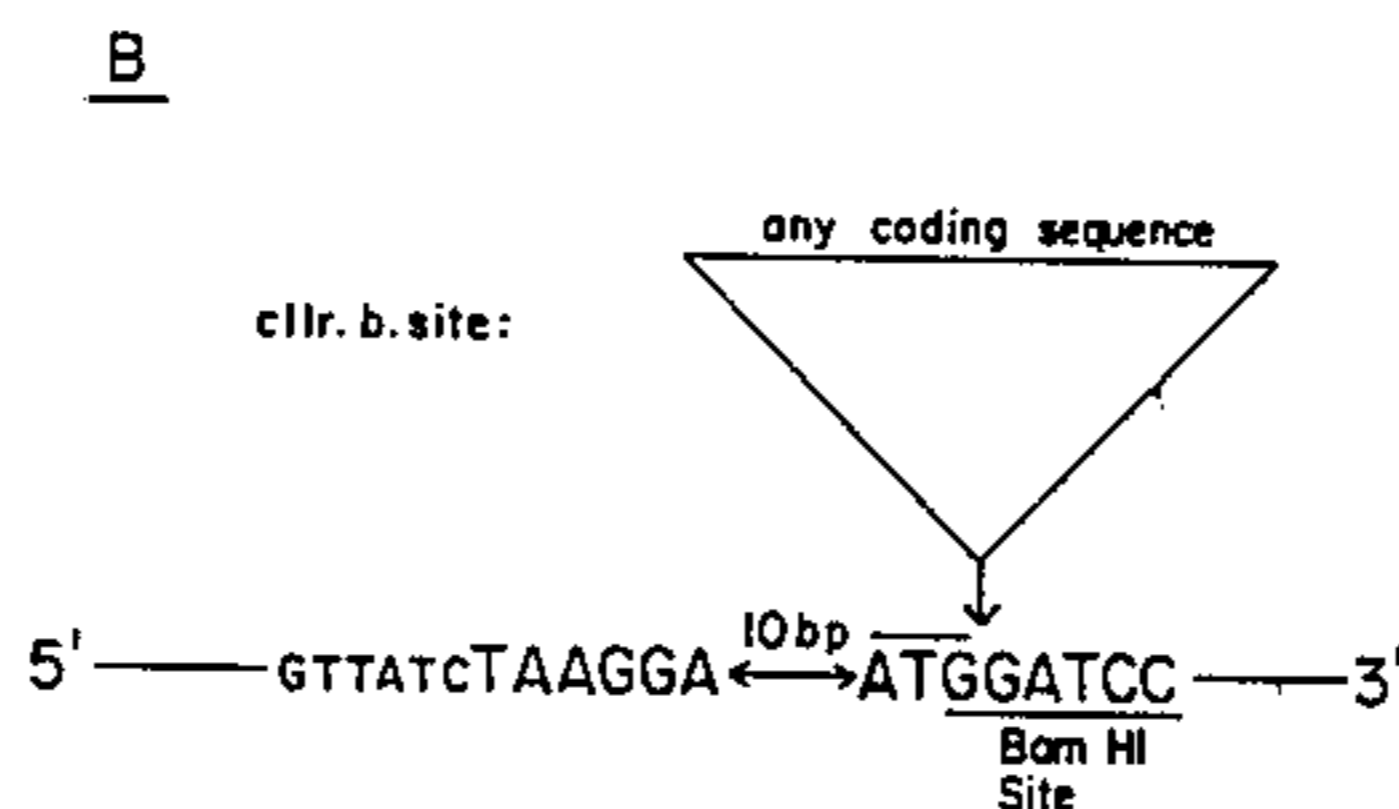 B
any coding sequence
cIIr.b.site:
10bp
5' GTTATCTAAGGA ATGGATCC 3'
Bam HI
Site